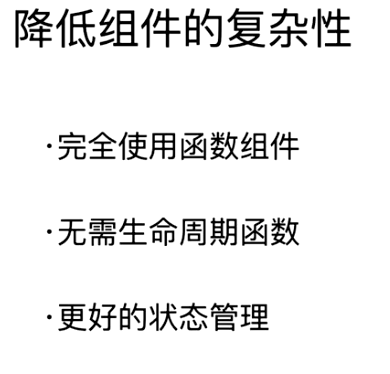 降低组件的复杂性
·完全使用函数组件
·无需生命周期函数
·更好的状态管理